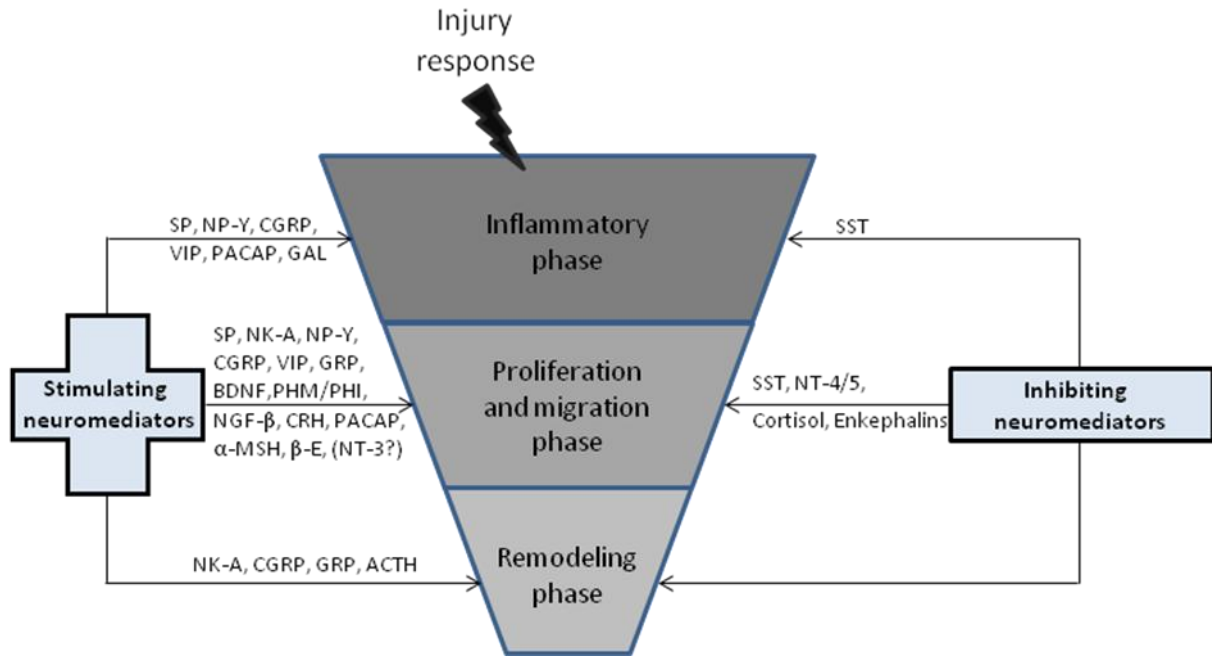 Injury
response
SP, NP-Y, CGRP,
VIP, PACAP, GAL
Inflammatory
phase
SST
Stimulating
neuromediators
SP, NK-A, NP-Y,
CGRP, VIP, GRP,
BDNF,PHM/PHI,
NGF-β, CRH, PACAP,
α-MSH, β-E, (NT-3?)
Proliferation
and migration
phase
SST, NT-4/5,
Cortisol, Enkephalins
Inhibiting
neuromediators
NK-A, CGRP, GRP, ACTH
Remodeling
phase